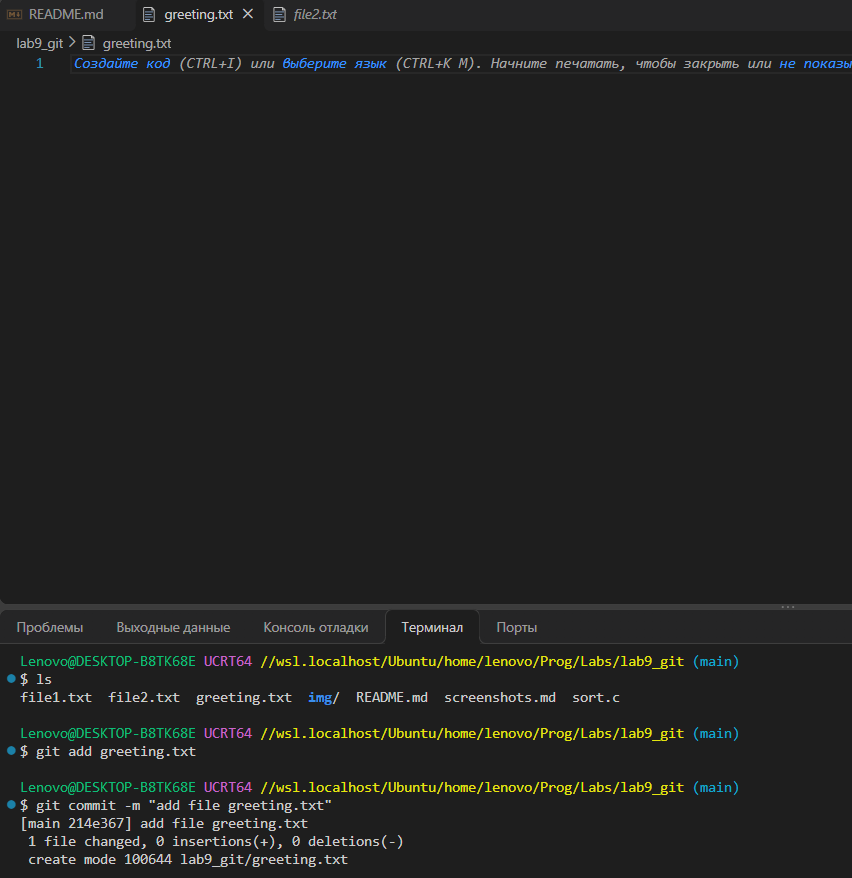 README.md greeting.txt file2.txt
lab9_git > greeting.txt
1 Создайте код (CTRL+I) или выберите язык (CTRL+K M). Начните печатать, чтобы закрыть или не показы
Проблемы Выходные данные Консоль отладки Терминал Порты
Lenovo@DESKTOP-B8TK68E UCRT64 //wsl.localhost/Ubuntu/home/lenovo/Prog/Labs/lab9_git (main)
$ ls
file1.txt file2.txt greeting.txt img/ README.md screenshots.md sort.c
Lenovo@DESKTOP-B8TK68E UCRT64 //wsl.localhost/Ubuntu/home/lenovo/Prog/Labs/lab9_git (main)
$ git add greeting.txt
Lenovo@DESKTOP-B8TK68E UCRT64 //wsl.localhost/Ubuntu/home/lenovo/Prog/Labs/lab9_git (main)
$ git commit -m "add file greeting.txt"
[main 214e367] add file greeting.txt
1 file changed, 0 insertions(+), 0 deletions(-)
create mode 100644 lab9_git/greeting.txt